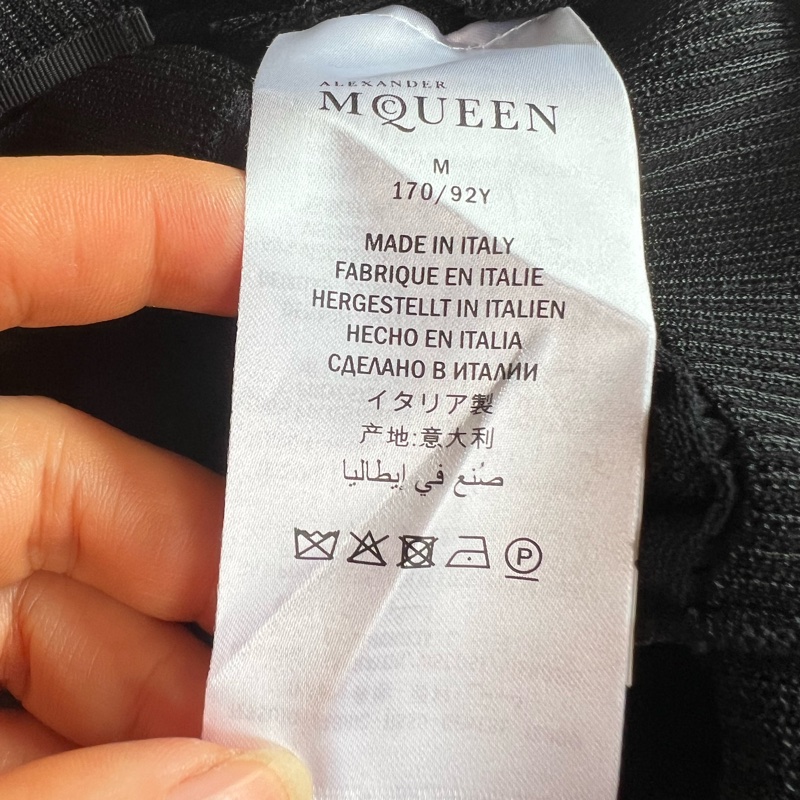 ALEXANDER
McQUEEN
M
170/92Y
MADE IN ITALY
FABRIQUE EN ITALIE
HERGESTELLT IN ITALIEN
HECHO EN ITALIA
СДЕЛАНО В ИТАЛИИ
イタリア製
产地:意大利
صُنع في إيطاليا
P